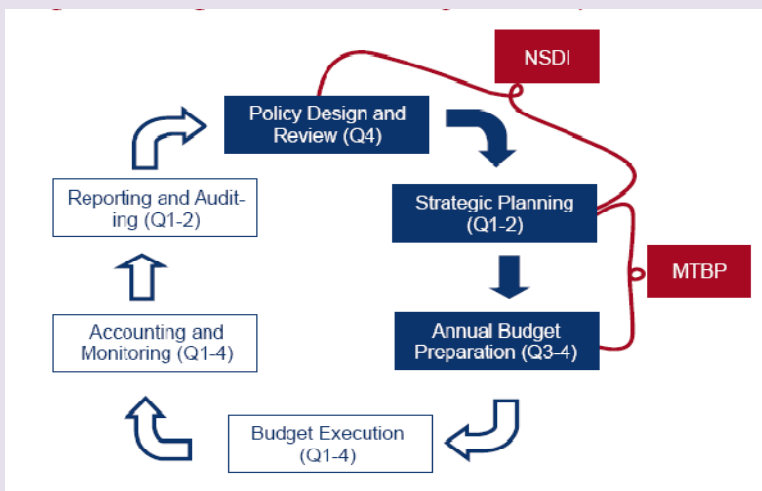 NSDI
Policy Design and
Review (Q4)
Reporting and Audit-
ing (Q1-2)
Strategic Planning
(Q1-2)
MTBP
Accounting and
Monitoring (Q1-4)
Annual Budget
Preparation (Q3-4)
Budget Execution
(Q1-4)